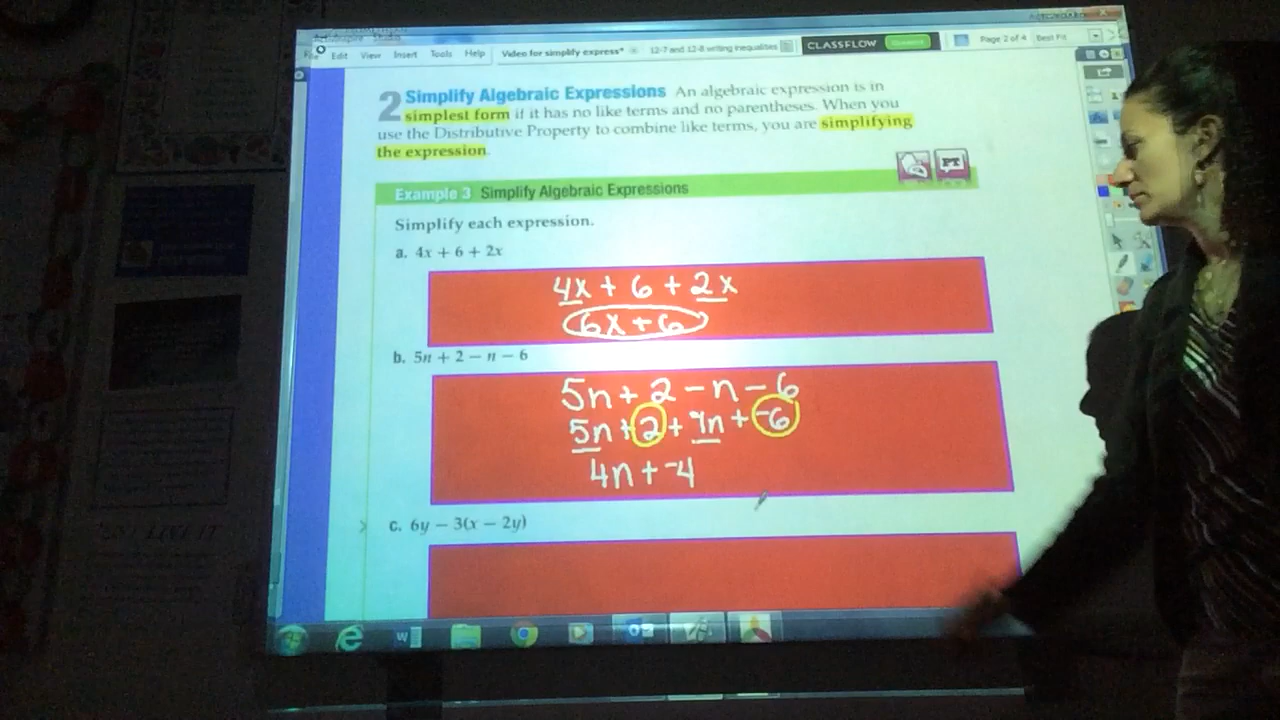 File Edit View Insert Tools Help Video for simplify express* 12-7 and 12-8 writing inequalities CLASSFLOW Page 2 of 4 Best Fit
2 Simplify Algebraic Expressions An algebraic expression is in
simplest form if it has no like terms and no parentheses. When you
use the Distributive Property to combine like terms, you are simplifying
the expression.
PT
Example 3 Simplify Algebraic Expressions
Simplify each expression.
a. 4x + 6 + 2x
4x + 6 + 2x
6x + 6
b. 5n + 2 − n − 6
5n + 2 − n − 6
5n + 2 + -1n + -6
4n + -4
c. 6y − 3(x − 2y)